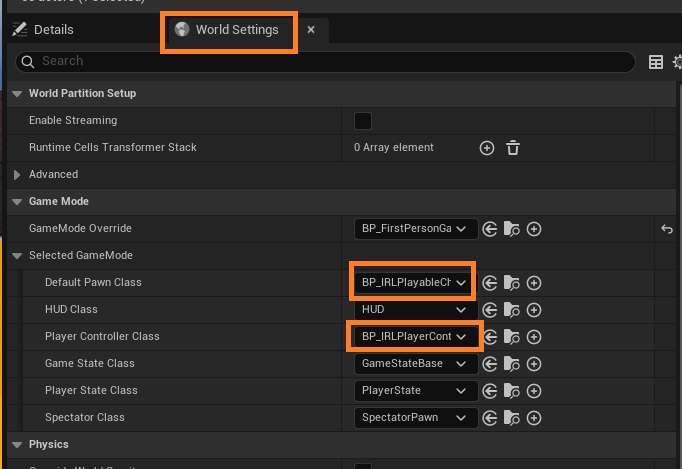 Details
World Settings
Search
World Partition Setup
Enable Streaming
Runtime Cells Transformer Stack 0 Array element
Advanced
Game Mode
GameMode Override BP_FirstPersonGa
Selected GameMode
Default Pawn Class BP_IRLPlayableCh
HUD Class HUD
Player Controller Class BP_IRLPlayerCont
Game State Class GameStateBase
Player State Class PlayerState
Spectator Class SpectatorPawn
Physics